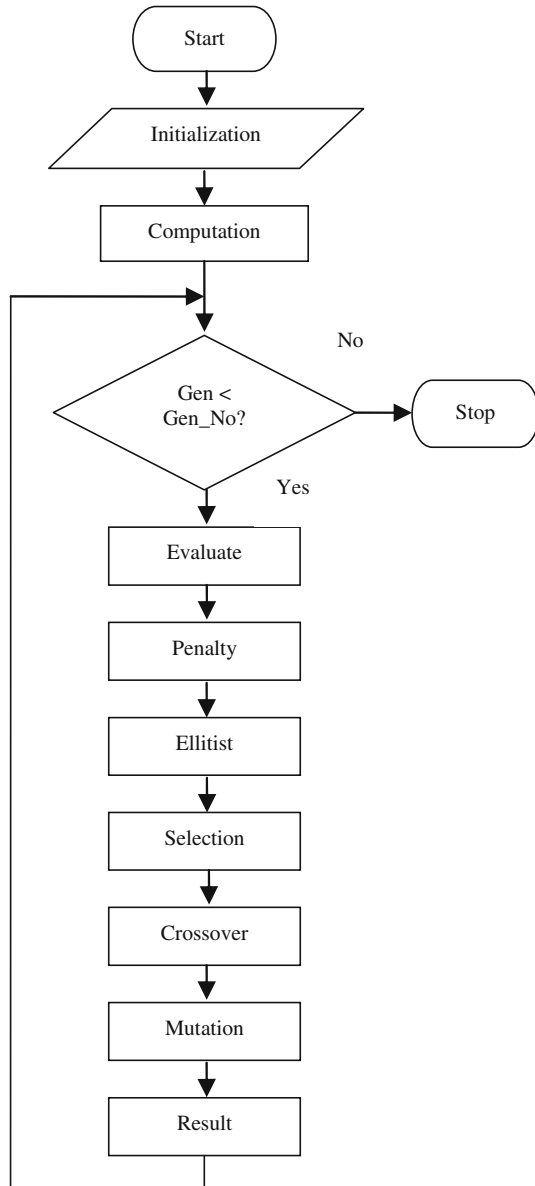 Start
Initialization
Computation
No
Gen <
Gen_No?
Stop
Yes
Evaluate
Penalty
Ellitist
Selection
Crossover
Mutation
Result